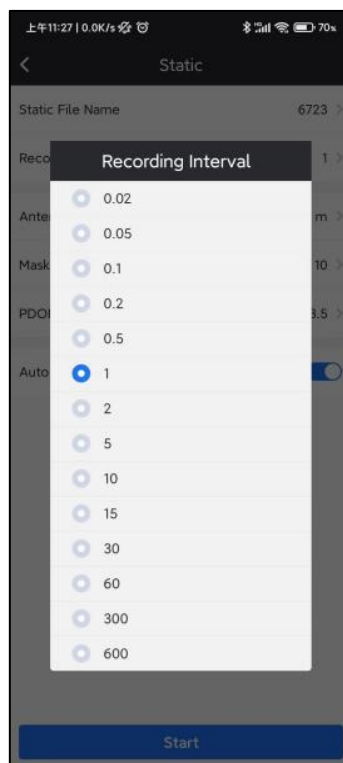 上午11:27 | 0.0K/s
70%
Static
Static File Name 6723
Reco 1
Recording Interval
0.02
Ante m
0.05
Mask 10
0.1
0.2
PDO 3.5
0.5
Auto
1
2
5
10
15
30
60
300
600
Start